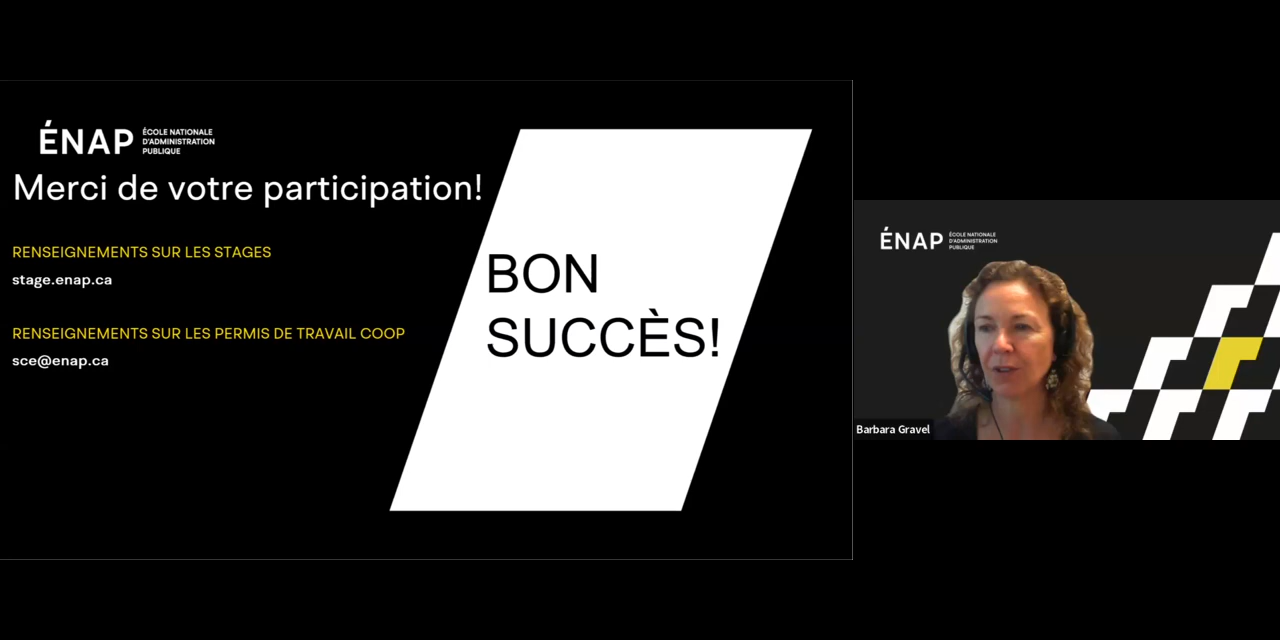 ÉNAP
ÉCOLE NATIONALE
D'ADMINISTRATION
PUBLIQUE
Merci de votre participation!
RENSEIGNEMENTS SUR LES STAGES
stage.enap.ca
RENSEIGNEMENTS SUR LES PERMIS DE TRAVAIL COOP
sce@enap.ca
BON
SUCCÈS!
ÉNAP
ÉCOLE NATIONALE
D'ADMINISTRATION
PUBLIQUE
Barbara Gravel